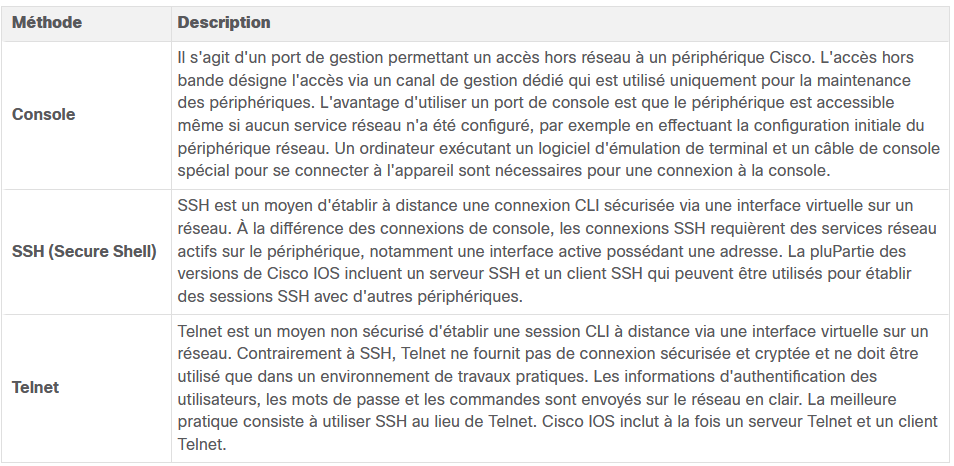 Méthode Description
Il s'agit d'un port de gestion permettant un accès hors réseau à un périphérique Cisco. L'accès hors
bande désigne l'accès via un canal de gestion dédié qui est utilisé uniquement pour la maintenance
des périphériques. L'avantage d'utiliser un port de console est que le périphérique est accessible
Console
même si aucun service réseau n'a été configuré, par exemple en effectuant la configuration initiale du
périphérique réseau. Un ordinateur exécutant un logiciel d'émulation de terminal et un câble de console
spécial pour se connecter à l'appareil sont nécessaires pour une connexion à la console.
SSH est un moyen d'établir à distance une connexion CLI sécurisée via une interface virtuelle sur un
réseau. À la différence des connexions de console, les connexions SSH requièrent des services réseau
SSH (Secure Shell)
actifs sur le périphérique, notamment une interface active possédant une adresse. La pluPartie des
versions de Cisco IOS incluent un serveur SSH et un client SSH qui peuvent être utilisés pour établir
des sessions SSH avec d'autres périphériques.
Telnet est un moyen non sécurisé d'établir une session CLI à distance via une interface virtuelle sur un
réseau. Contrairement à SSH, Telnet ne fournit pas de connexion sécurisée et cryptée et ne doit être
utilisé que dans un environnement de travaux pratiques. Les informations d'authentification des
Telnet
utilisateurs, les mots de passe et les commandes sont envoyés sur le réseau en clair. La meilleure
pratique consiste à utiliser SSH au lieu de Telnet. Cisco IOS inclut à la fois un serveur Telnet et un client
Telnet.